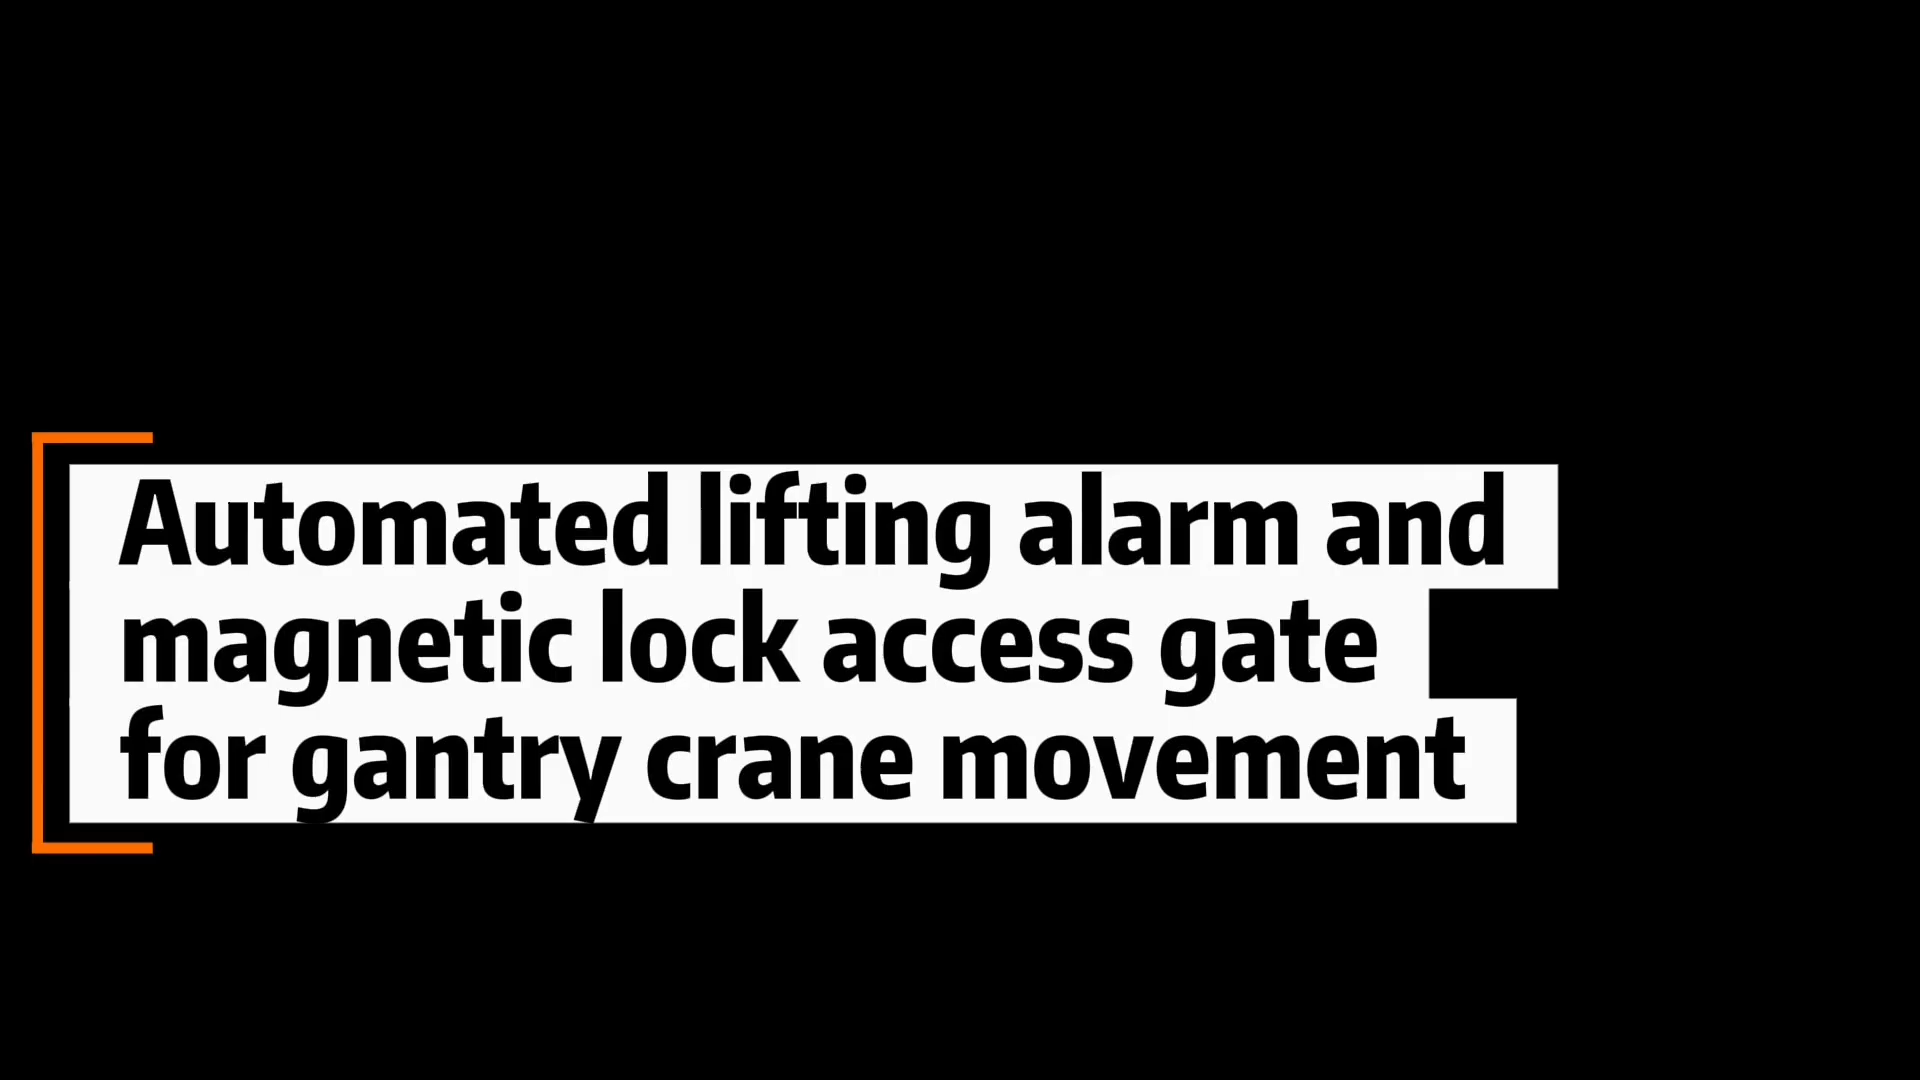 Automated lifting alarm and
magnetic lock access gate
for gantry crane movement